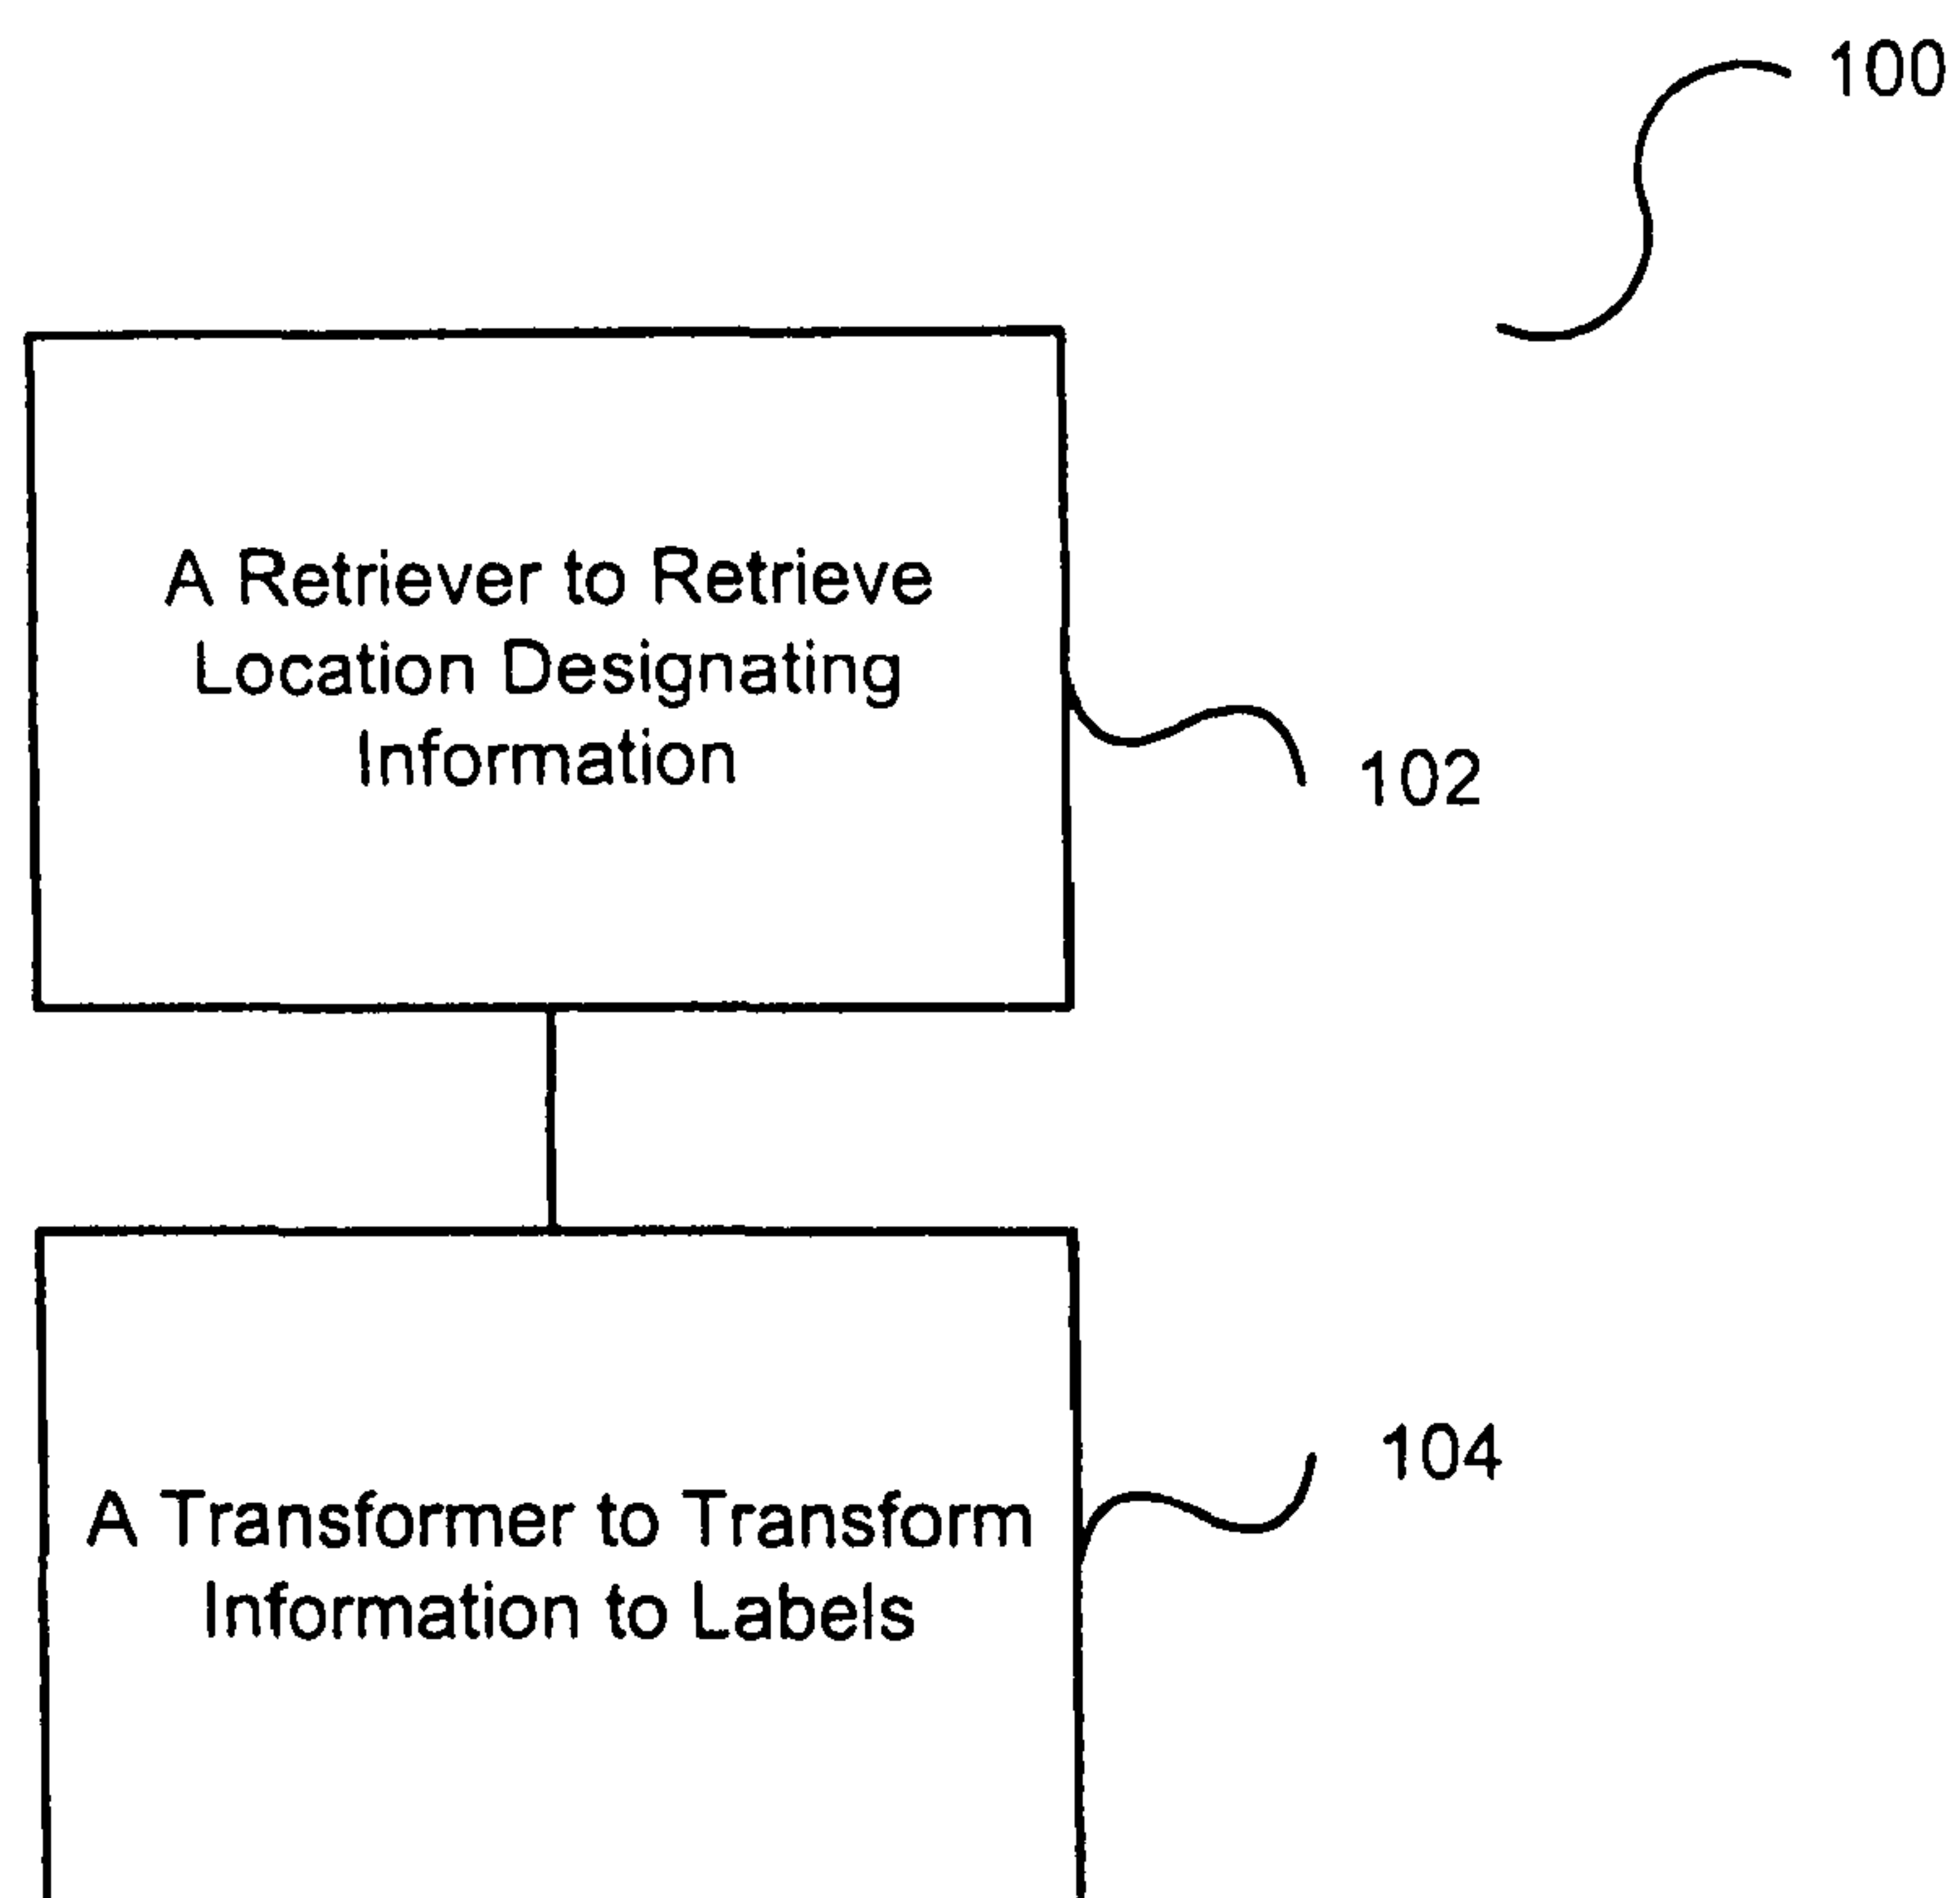 100
A Retriever to Retrieve
Location Designating
Information
102
104
A Transformer to Transform
Information to Labels